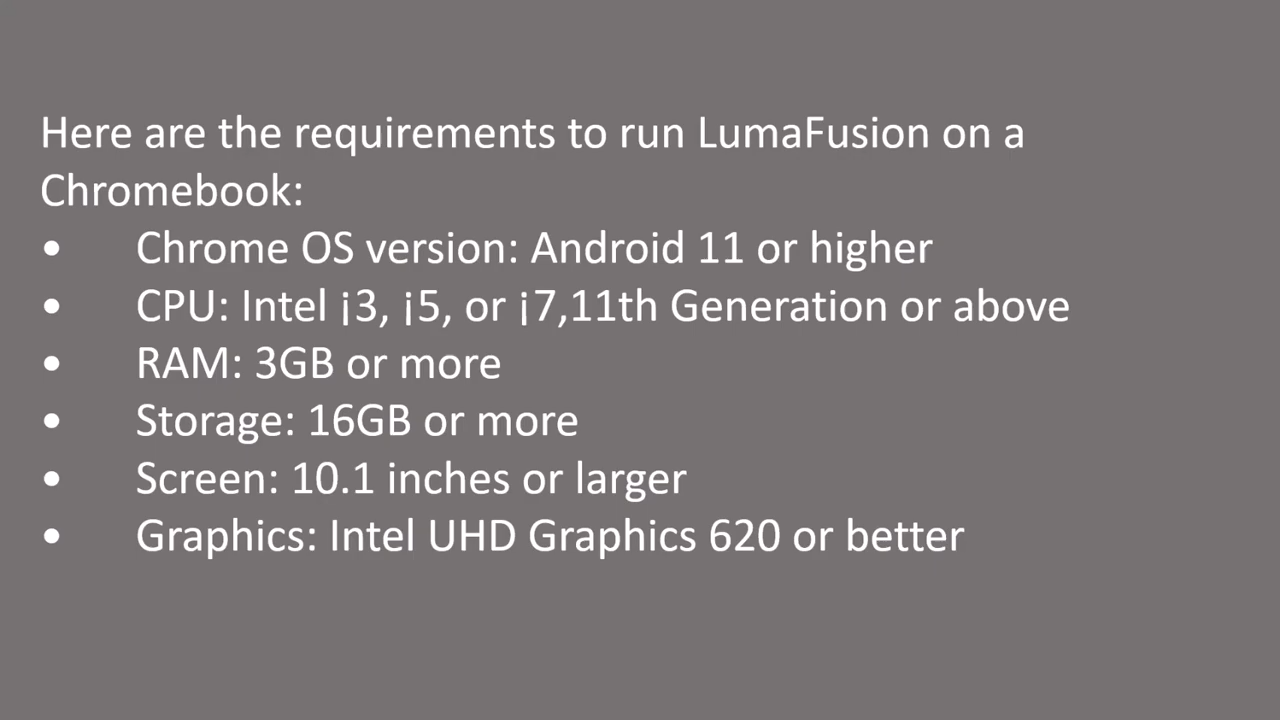 Here are the requirements to run LumaFusion on a
Chromebook:
• Chrome OS version: Android 11 or higher
• CPU: Intel ¡3, ¡5, or ¡7,11th Generation or above
• RAM: 3GB or more
• Storage: 16GB or more
• Screen: 10.1 inches or larger
• Graphics: Intel UHD Graphics 620 or better